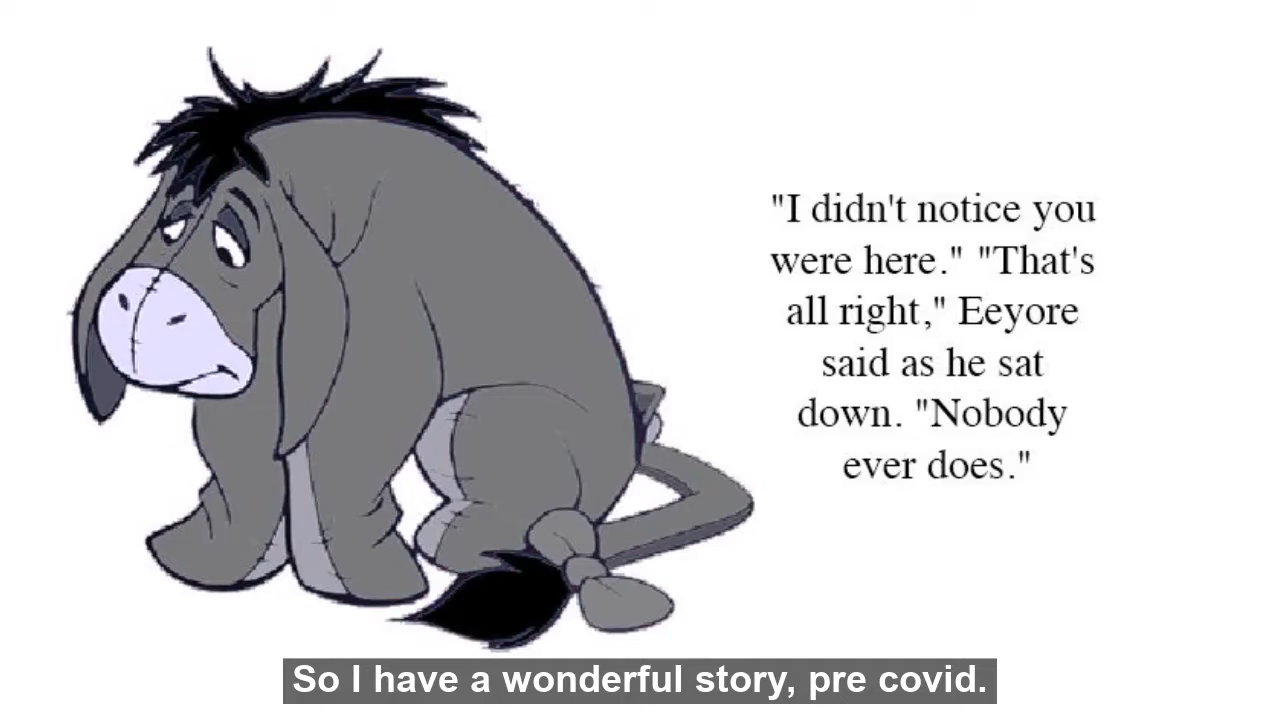 "I didn't notice you
were here." "That's
all right," Eeyore
said as he sat
down. "Nobody
ever does."
So I have a wonderful story, pre covid.